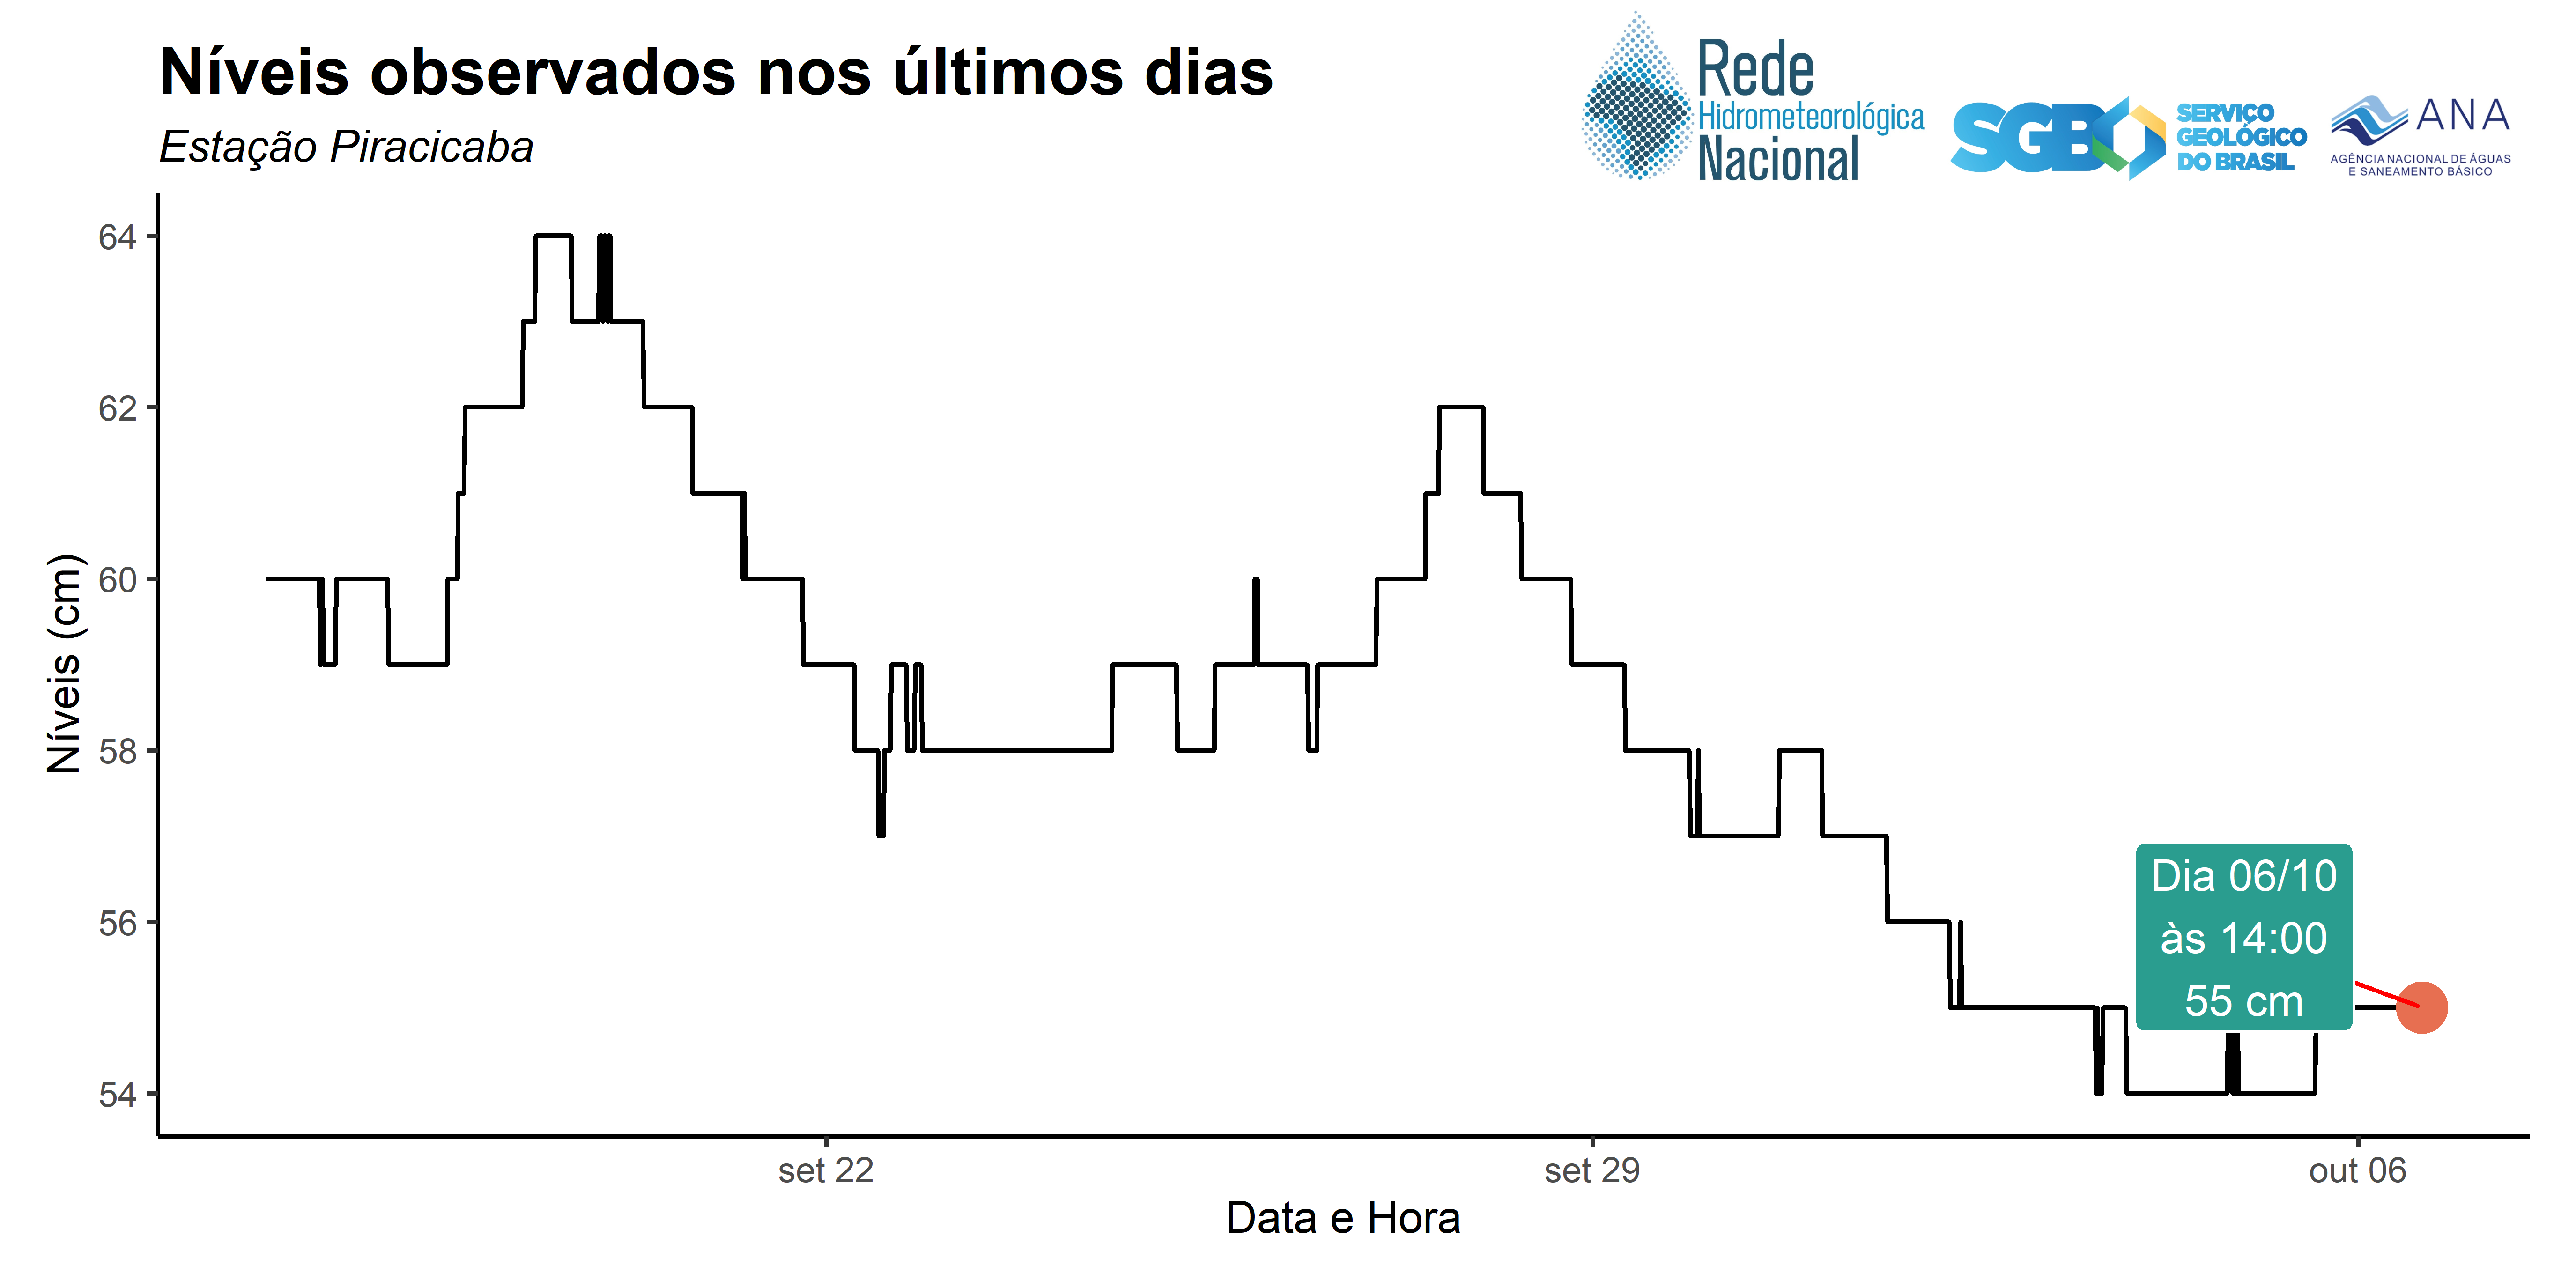 Níveis observados nos últimos dias
Estação Piracicaba
Rede
Hidrometeorológica
Nacional
SGB
SERVIÇO
GEOLÓGICO
DO BRASIL
ANA
AGÊNCIA NACIONAL DE ÁGUAS
E SANEAMENTO BÁSICO
Níveis (cm)
64
62
60
58
56
54
Dia 06/10
às 14:00
55 cm
set 22
set 29
out 06
Data e Hora